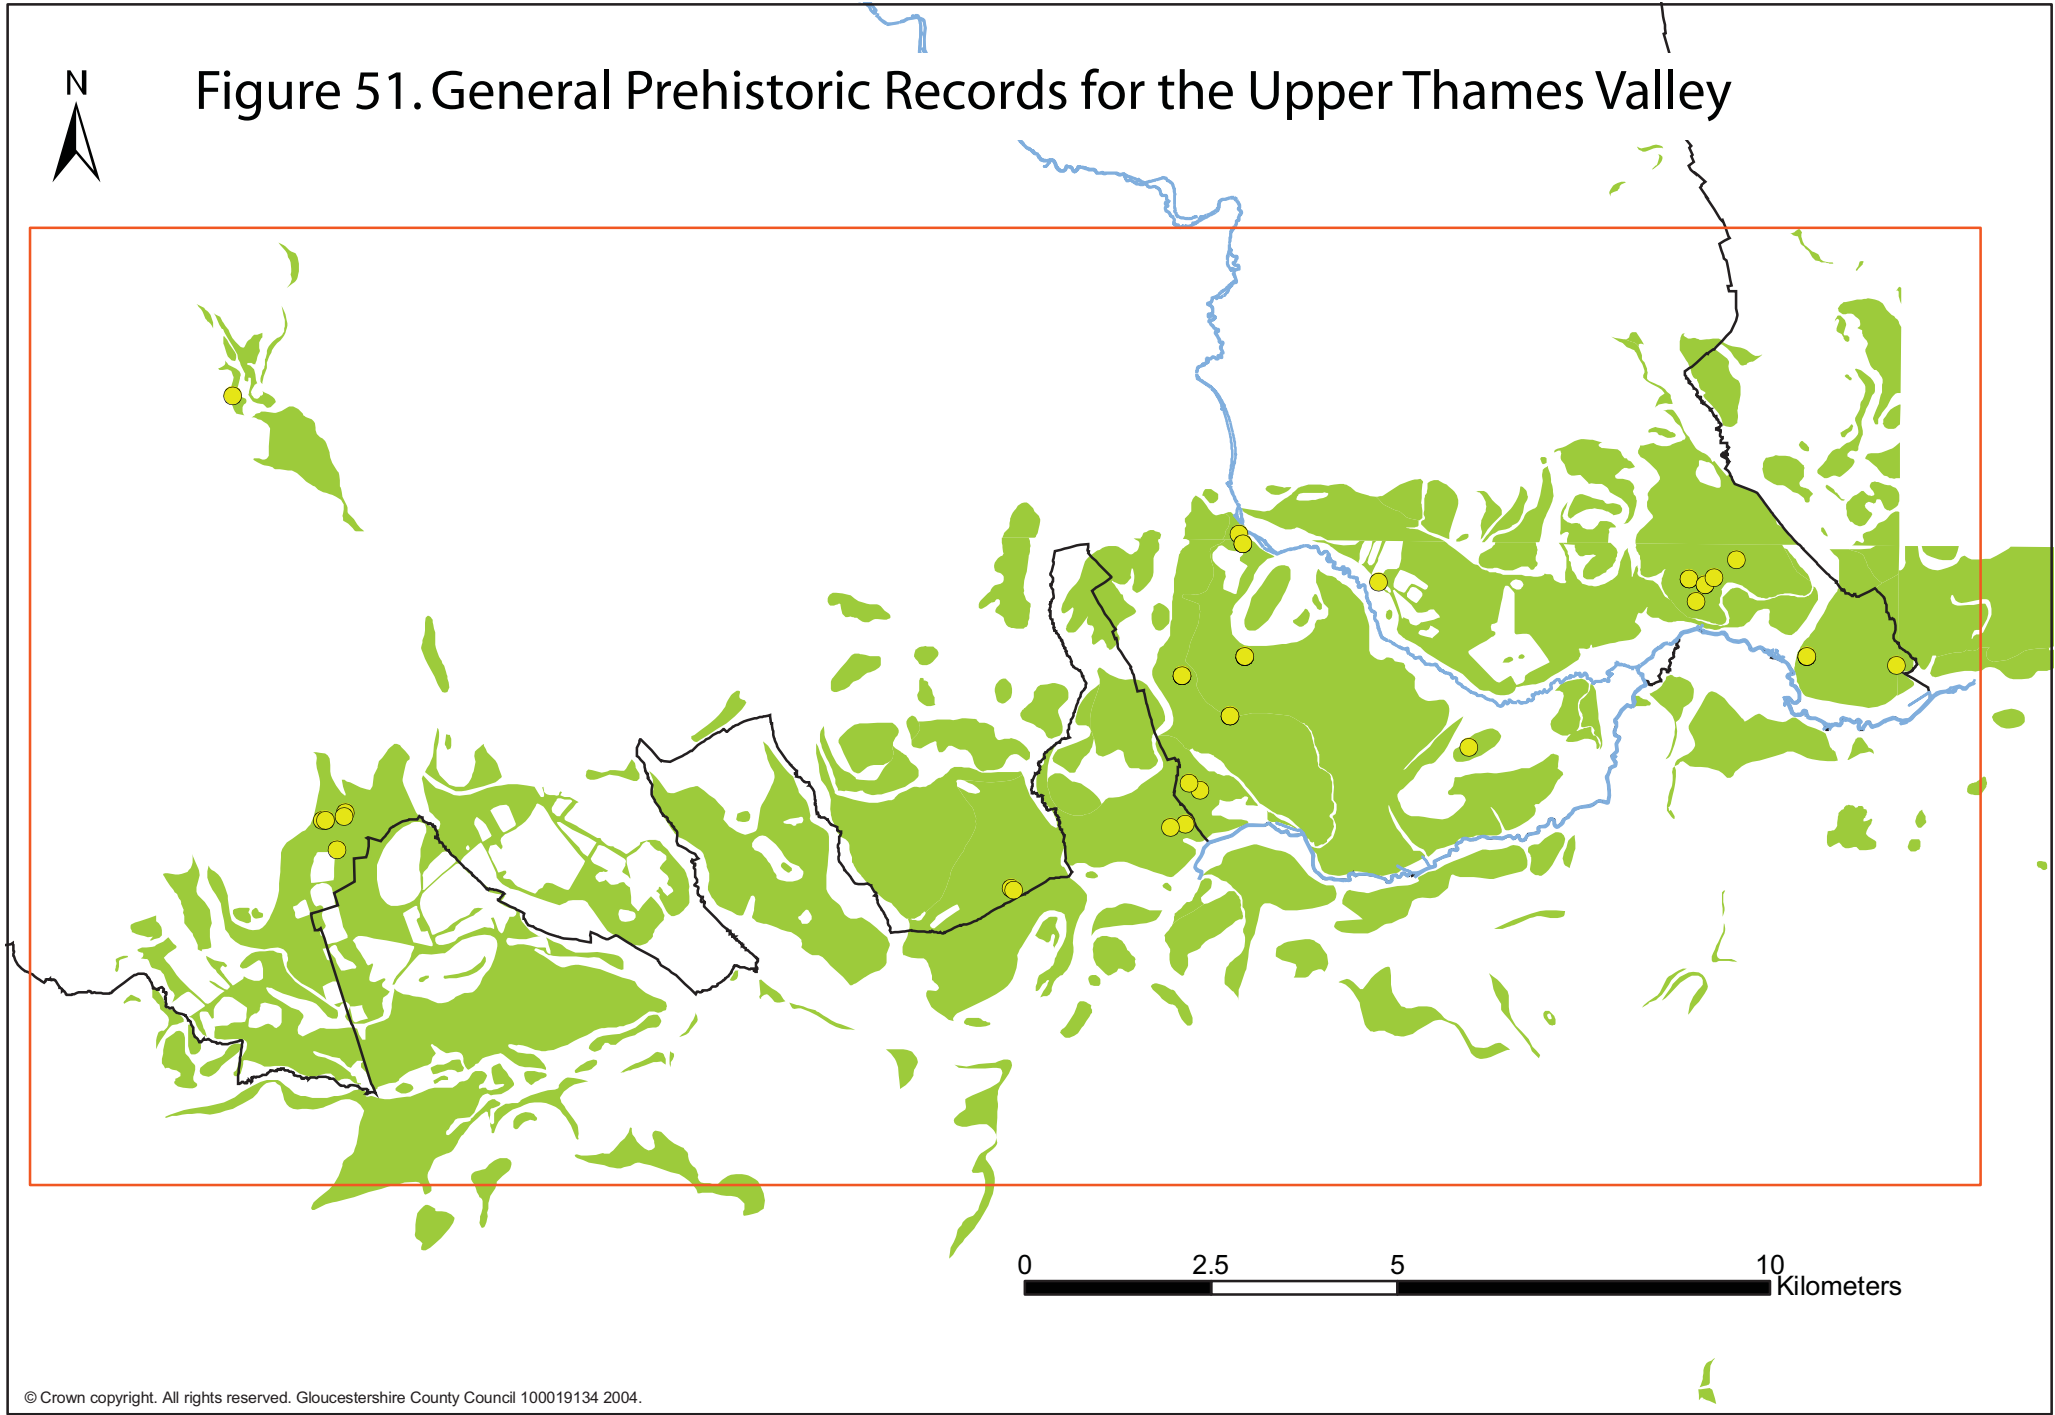 N
Figure 51. General Prehistoric Records for the Upper Thames Valley
0 2.5 5 10
Kilometers
© Crown copyright. All rights reserved. Gloucestershire County Council 100019134 2004.